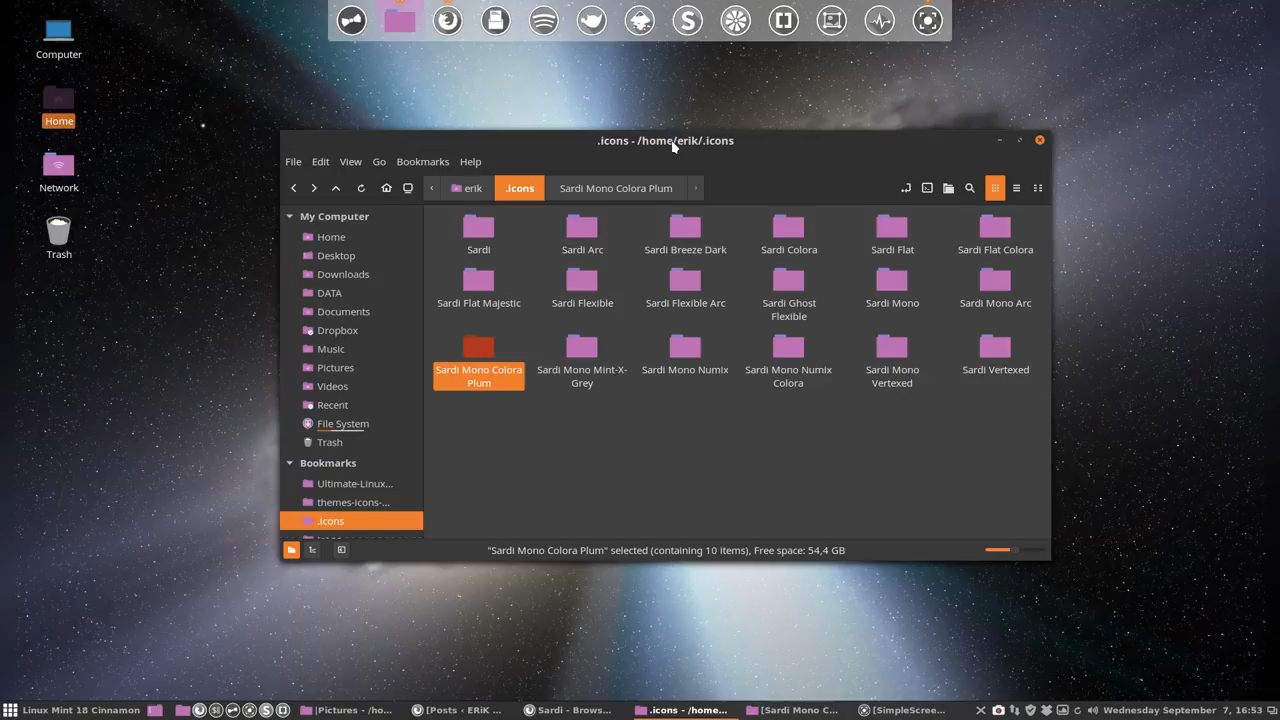 Computer
Home
Network
Trash
.icons - /home/erik/.icons
File Edit View Go Bookmarks Help
erik .icons Sardi Mono Colora Plum
My Computer
Home
Desktop
Downloads
DATA
Documents
Dropbox
Music
Pictures
Videos
Recent
File System
Trash
Bookmarks
Ultimate-Linux...
themes-icons-...
.icons
Sardi
Sardi Arc
Sardi Breeze Dark
Sardi Colora
Sardi Flat
Sardi Flat Colora
Sardi Flat Majestic
Sardi Flexible
Sardi Flexible Arc
Sardi Ghost
Flexible
Sardi Mono
Sardi Mono Arc
Sardi Mono Colora
Plum
Sardi Mono Mint-X-
Grey
Sardi Mono Numix
Sardi Mono Numix
Colora
Sardi Mono
Vertexed
Sardi Vertexed
"Sardi Mono Colora Plum" selected (containing 10 items), Free space: 54,4 GB
Linux Mint 18 Cinnamon |Pictures - /ho... [Posts ‹ ERiK ... Sardi - Brows... .icons - /home... [Sardi Mono C... [SimpleScree... Wednesday September 7, 16:53